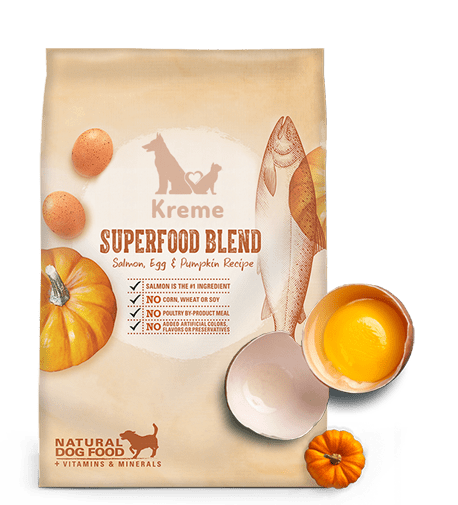 Kreme
SUPERFOOD BLEND
Salmon, Egg & Pumpkin Recipe
SALMON IS THE #1 INGREDIENT
NO CORN, WHEAT OR SOY
NO POULTRY BY-PRODUCT MEAL
NO ADDED ARTIFICIAL COLORS,
FLAVORS OR PRESERVATIVES
NATURAL
DOG FOOD
+ VITAMINS & MINERALS